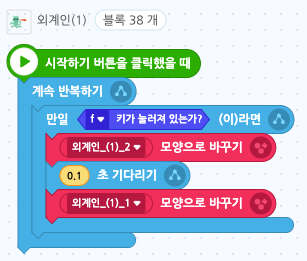 외계인(1) 블록 38 개
시작하기 버튼을 클릭했을 때
계속 반복하기
만일 f 키가 눌러져 있는가? (이)라면
외계인_(1)_2 모양으로 바꾸기
0.1 초 기다리기
외계인_(1)_1 모양으로 바꾸기